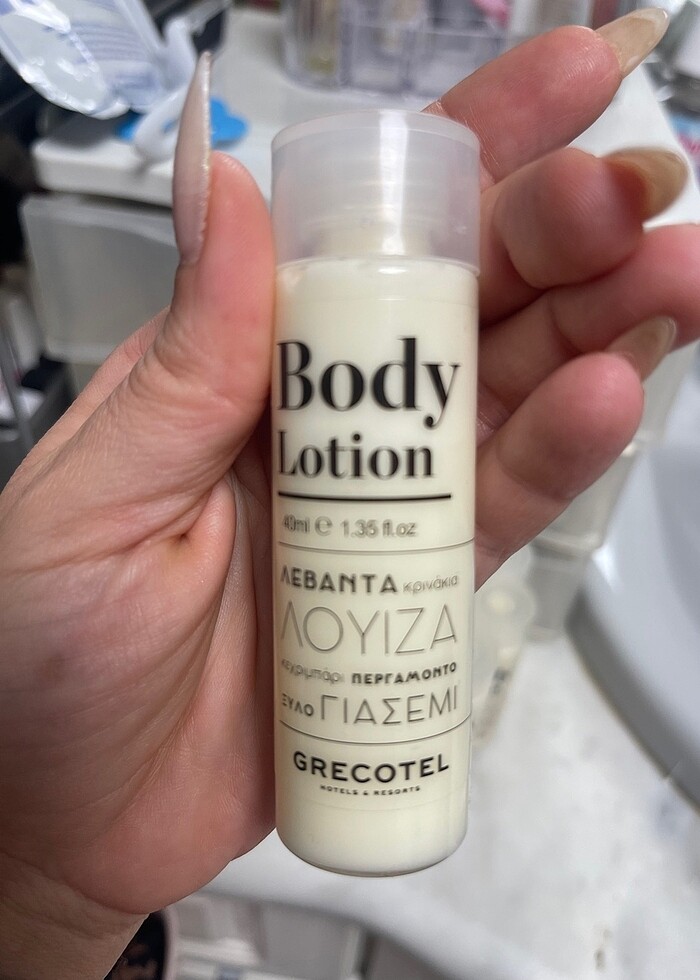 Body
Lotion
40ml ℮ 1.35 fl.oz
ΛΕΒΑΝΤΑ κρινάκια
ΛΟΥΙΖΑ
κεχριμπάρι ΠΕΡΓΑΜΟΝΤΟ
ΞΥΛΟ ΓΙΑΣΕΜΙ
GRECOTEL
HOTELS & RESORTS